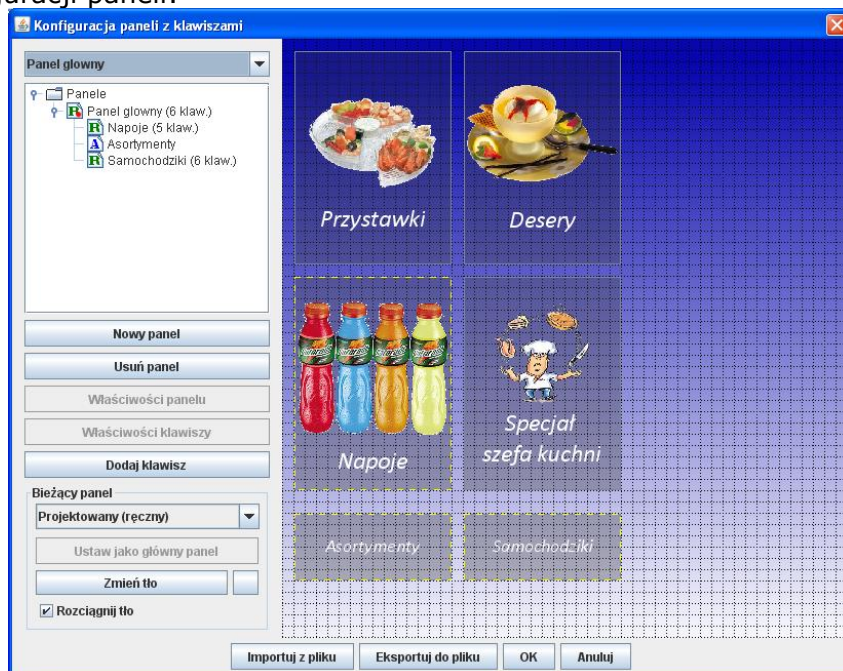 guracji paneli.
Konfiguracja paneli z klawiszami
Panel glowny
Panele
Panel glowny (6 klaw.)
Napoje (5 klaw.)
Asortymenty
Samochodziki (6 klaw.)
Nowy panel
Usuń panel
Właściwości panelu
Właściwości klawiszy
Dodaj klawisz
Bieżący panel
Projektowany (ręczny)
Ustaw jako główny panel
Zmień tło
Rozciągnij tło
Przystawki
Desery
Napoje
Specjał
szefa kuchni
Asortymenty
Samochodziki
Importuj z pliku
Eksportuj do pliku
OK
Anuluj